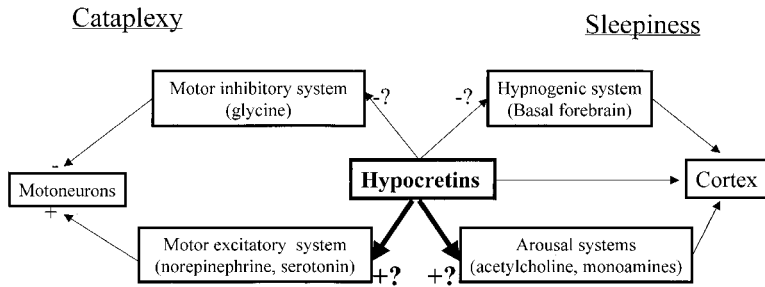 Cataplexy
Sleepiness
Motor inhibitory system
(glycine)
-?
-?
Hypnogenic system
(Basal forebrain)
-
Motoneurons
+
Hypocretins
Cortex
Motor excitatory system
(norepinephrine, serotonin)
+?
+?
Arousal systems
(acetylcholine, monoamines)